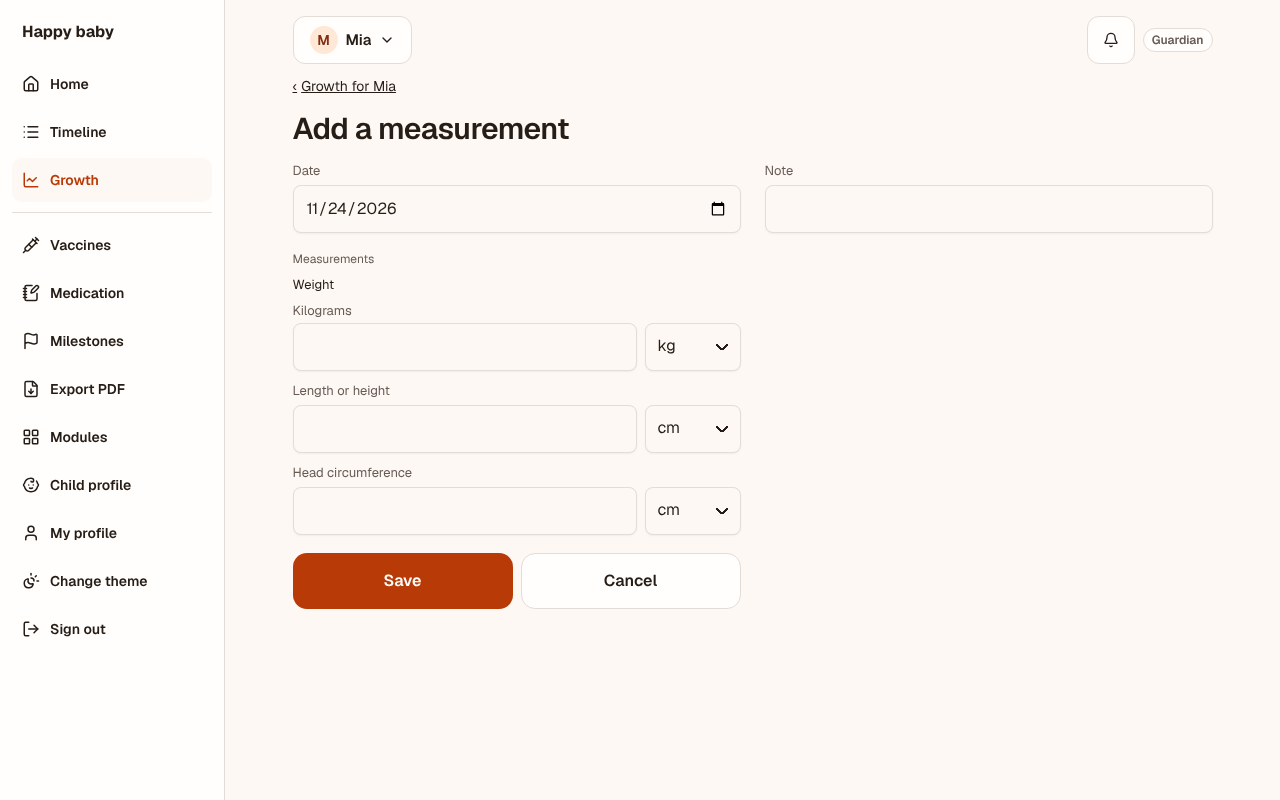 Happy baby
Home
Timeline
Growth
Vaccines
Medication
Milestones
Export PDF
Modules
Child profile
My profile
Change theme
Sign out
M Mia
Guardian
‹ Growth for Mia
Add a measurement
Date
11/24/2026
Note
Measurements
Weight
Kilograms
kg
Length or height
cm
Head circumference
cm
Save
Cancel